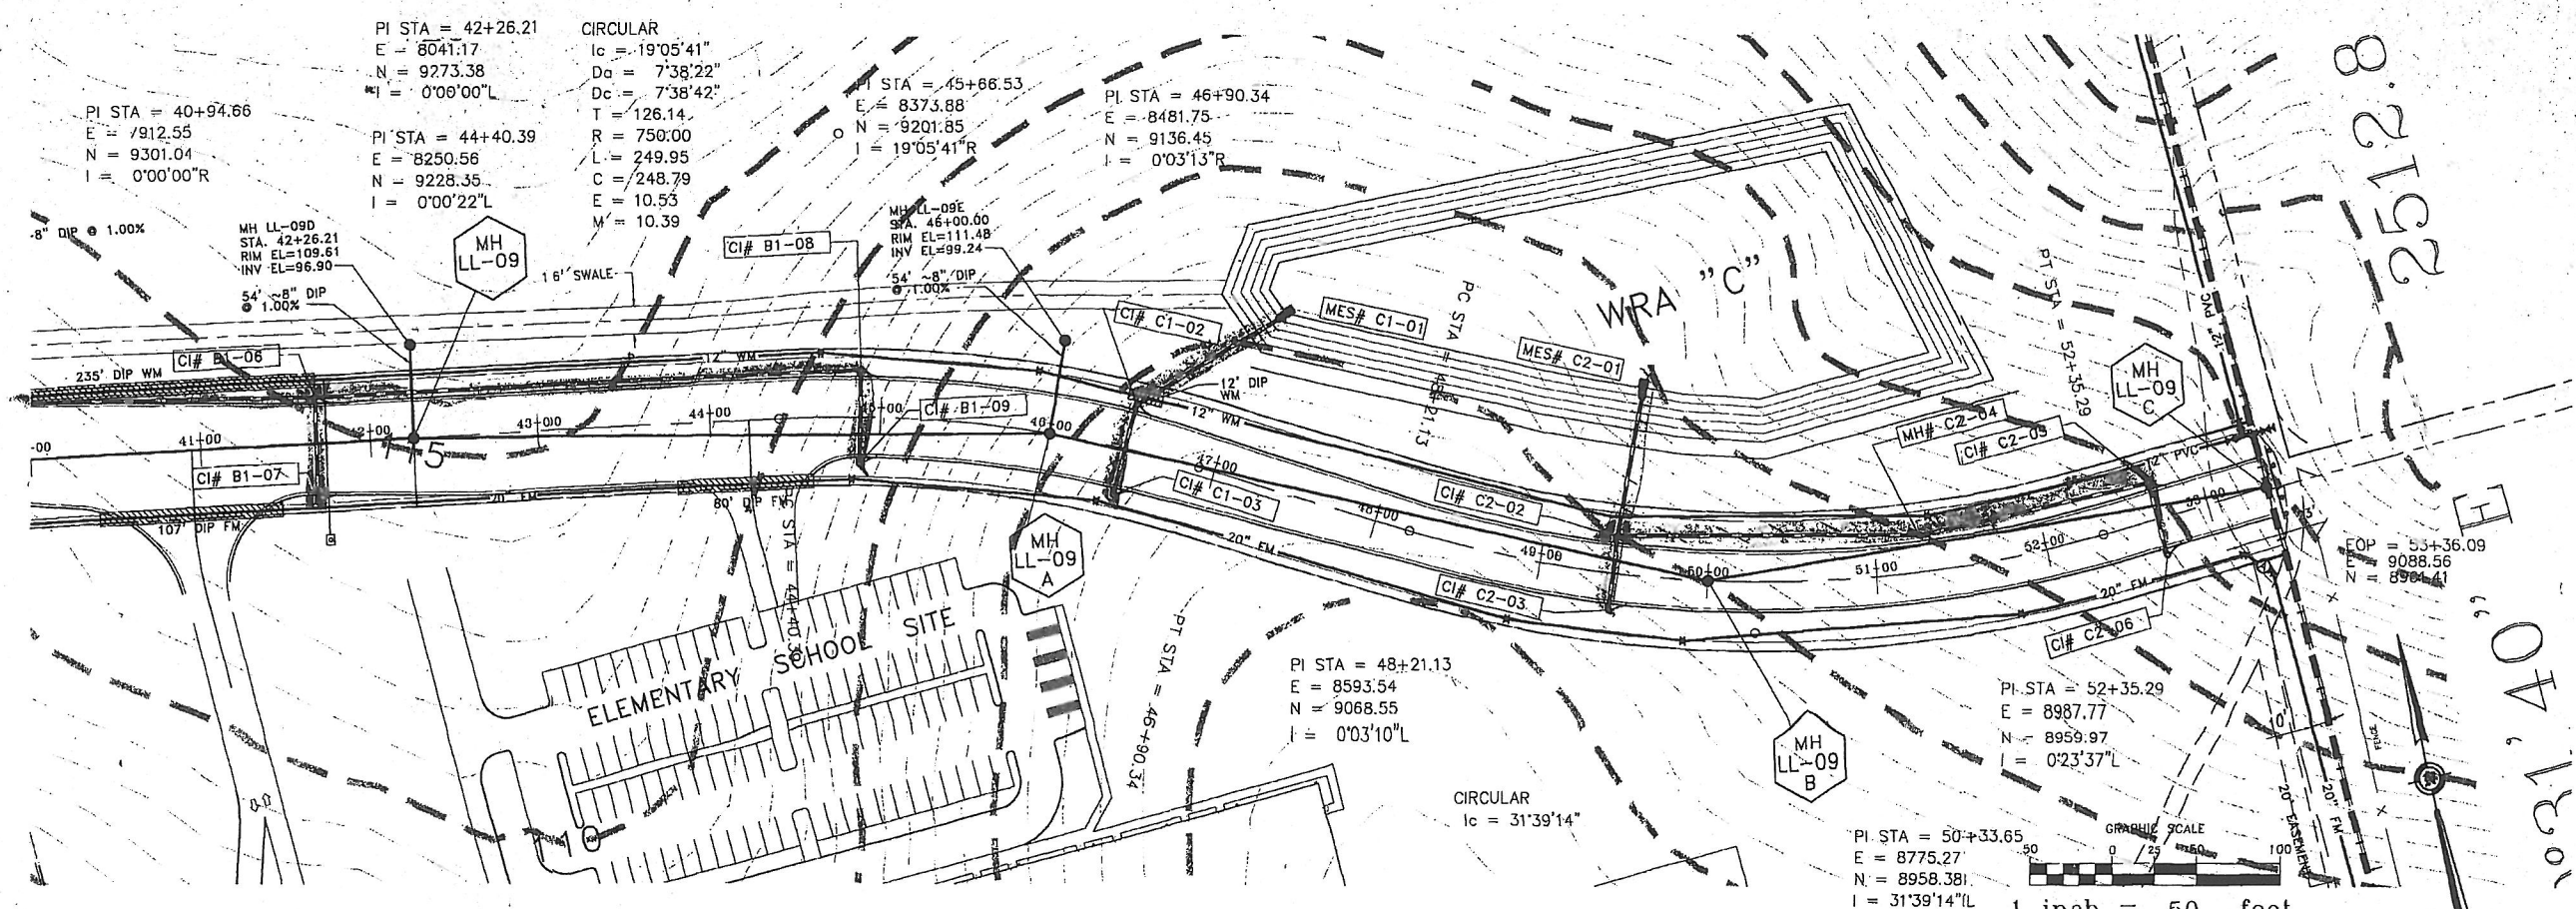 PI STA = 42+26.21
E = 8041.17
N = 9273.38
I = 0°00'00"L
CIRCULAR
Ic = 19°05'41"
Da = 7°38'22"
Dc = 7°38'42"
T = 126.14
R = 750.00
L = 249.95
C = 248.79
E = 10.53
M = 10.39
PI STA = 40+94.66
E = 7912.55
N = 9301.04
I = 0°00'00"R
PI STA = 44+40.39
E = 8250.56
N = 9228.35
I = 0°00'22"L
PI STA = 45+66.53
E = 8373.88
N = 9201.85
I = 19°05'41"R
PI STA = 46+90.34
E = 8481.75
N = 9136.45
I = 0°03'13"R
8" DIP @ 1.00%
MH LL-09D
STA. 42+26.21
RIM EL=109.61
INV EL=96.90
54' ~8" DIP
@ 1.00%
MH
LL-09
16' SWALE
CI# B1-08
MH LL-09E
STA. 46+00.00
RIM EL=111.48
INV EL=99.24
54' ~8" DIP
@ 1.00%
CI# C1-02
MES# C1-01
MES# C2-01
WRA "C"
PC STA = 48+21.13
PT STA = 52+35.29
12" PVC
MH
LL-09
C
2512.8
CI# B1-06
235' DIP WM
12" WM
12' DIP
WM
12" WM
CI# B1-09
MH# C2-04
CI# C2-05
12" PVC
41+00
42+00
43+00
44+00
45+00
46+00
47+00
48+00
49+00
50+00
51+00
52+00
53+00
15
CI# B1-07
107' DIP FM
20" FM
60' DIP FM
PC STA = 44+40.39
CI# C1-03
CI# C2-02
20" FM
MH
LL-09
A
CI# C2-03
20" FM
CI# C2-06
EOP = 53+36.09
E = 9088.56
N = 8964.41
ELEMENTARY SCHOOL SITE
PT STA = 46+90.34
PI STA = 48+21.13
E = 8593.54
N = 9068.55
I = 0°03'10"L
MH
LL-09
B
PI STA = 52+35.29
E = 8987.77
N = 8959.97
I = 0°23'37"L
10'
FENCE
20' EASEMENT
20" FM
E
31' 40"
110
CIRCULAR
Ic = 31°39'14"
PI STA = 50+33.65
E = 8775.27
N = 8958.38
I = 31°39'14"L
GRAPHIC SCALE
50 0 25 50 100
1 inch = 50 feet